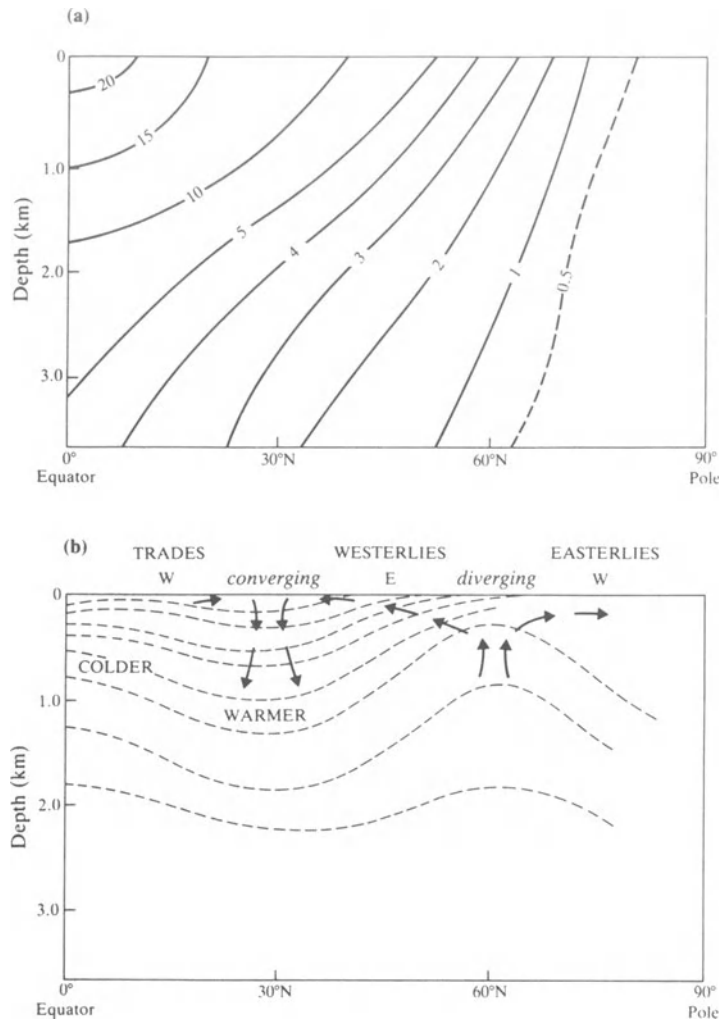 (a)
0
20
15
1.0
10
5
4
3
2
1
0.5
2.0
3.0
Depth (km)
0° 30°N 60°N 90°
Equator Pole
(b)
TRADES WESTERLIES EASTERLIES
W converging E diverging W
0
COLDER
1.0
WARMER
2.0
3.0
Depth (km)
0° 30°N 60°N 90°
Equator Pole